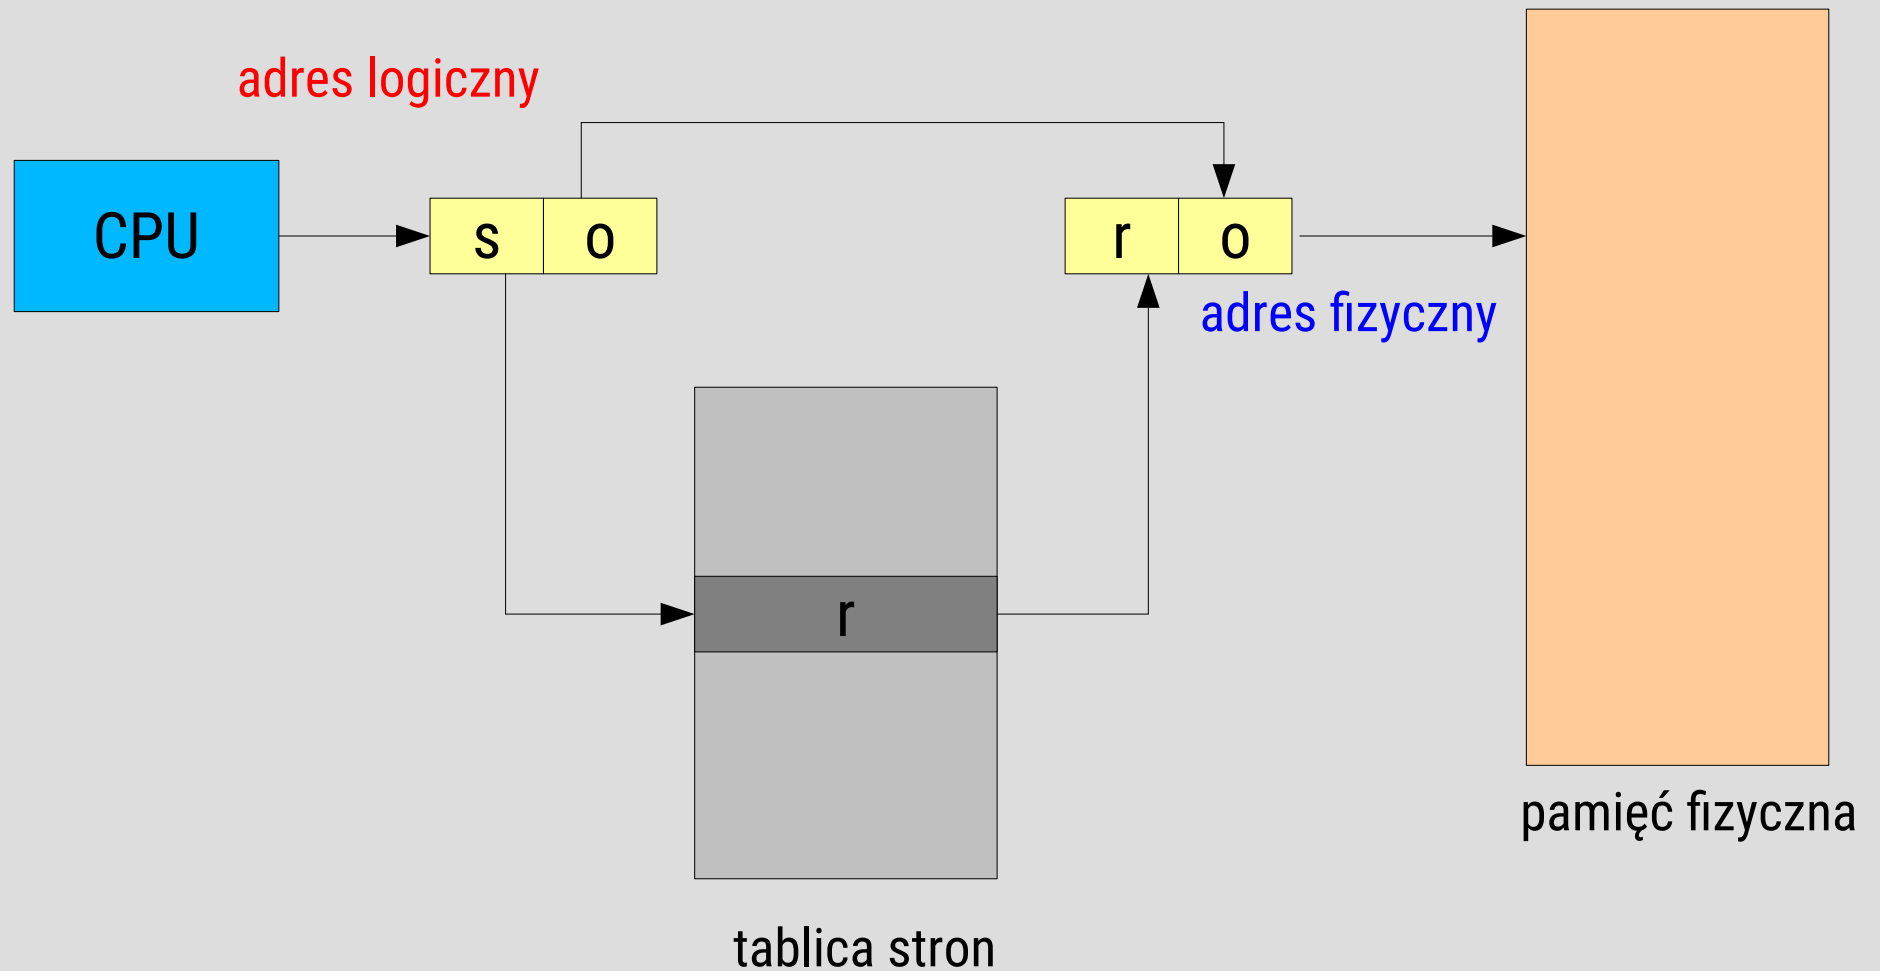 adres logiczny
CPU
s o
r o
adres fizyczny
r
pamięć fizyczna
tablica stron